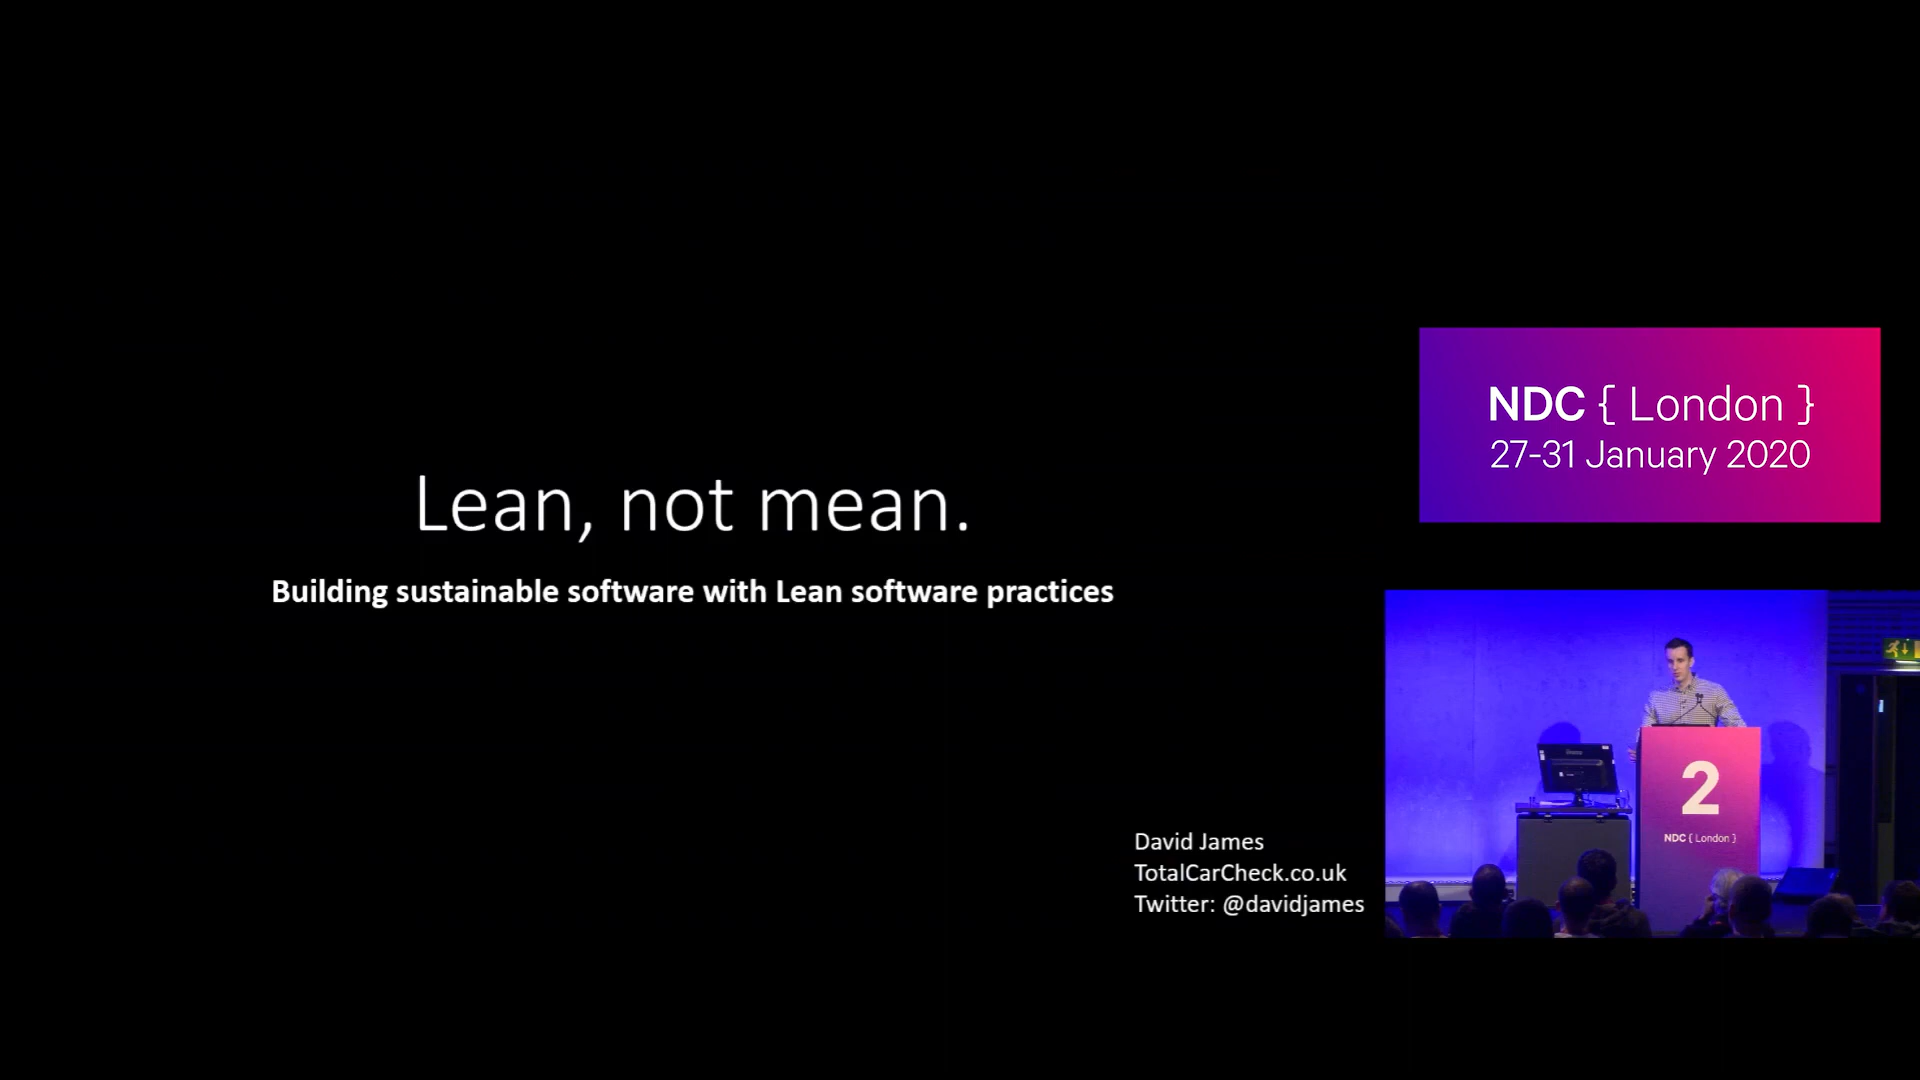 Lean, not mean.
Building sustainable software with Lean software practices
David James
TotalCarCheck.co.uk
Twitter: @davidjames
NDC { London }
27-31 January 2020
2
NDC { London }